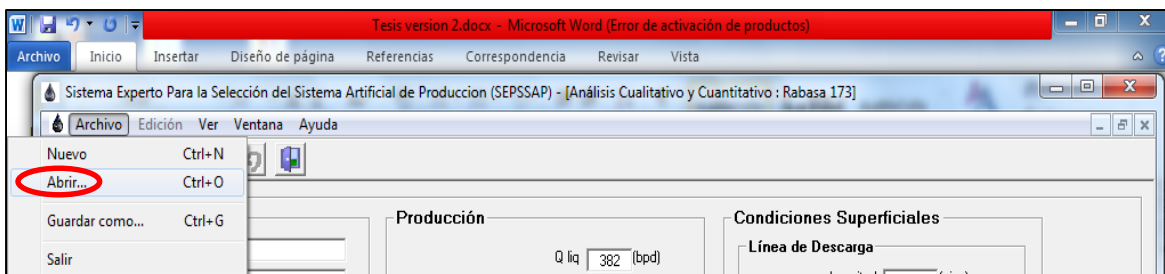 Tesis version 2.docx - Microsoft Word (Error de activación de productos)
Archivo Inicio Insertar Diseño de página Referencias Correspondencia Revisar Vista
Sistema Experto Para la Selección del Sistema Artificial de Produccion (SEPSSAP) - [Análisis Cualitativo y Cuantitativo : Rabasa 173]
Archivo Edición Ver Ventana Ayuda
Nuevo Ctrl+N
Abrir... Ctrl+O
Guardar como... Ctrl+G
Salir
Producción
Q liq 382 (bpd)
Condiciones Superficiales
Línea de Descarga